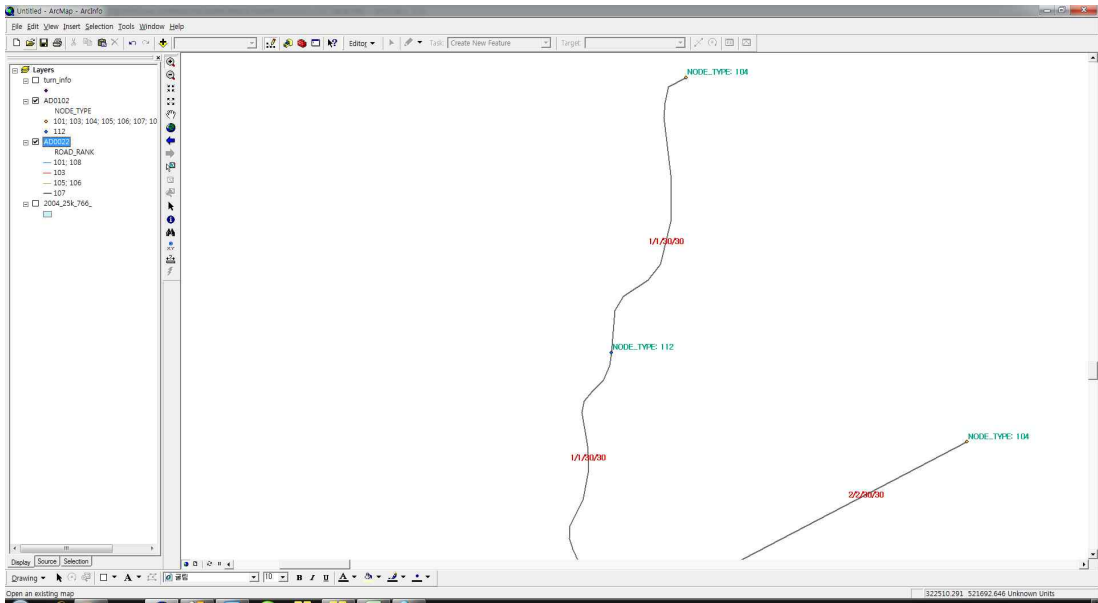 Untitled - ArcMap - ArcInfo
File Edit View Insert Selection Tools Window Help
Editor Task: Create New Feature Target:
Layers
turn_info
AD0102
NODE_TYPE
101; 103; 104; 105; 106; 107; 10
112
AD0022
ROAD_RANK
101; 108
103
105; 106
107
2004_25k_766_
NODE_TYPE: 104
1/1/30/30
NODE_TYPE: 112
NODE_TYPE: 104
1/1/30/30
2/2/30/30
Display Source Selection
Drawing A 굴림 10 B I U A
Open an existing map 322510.291 521692.646 Unknown Units